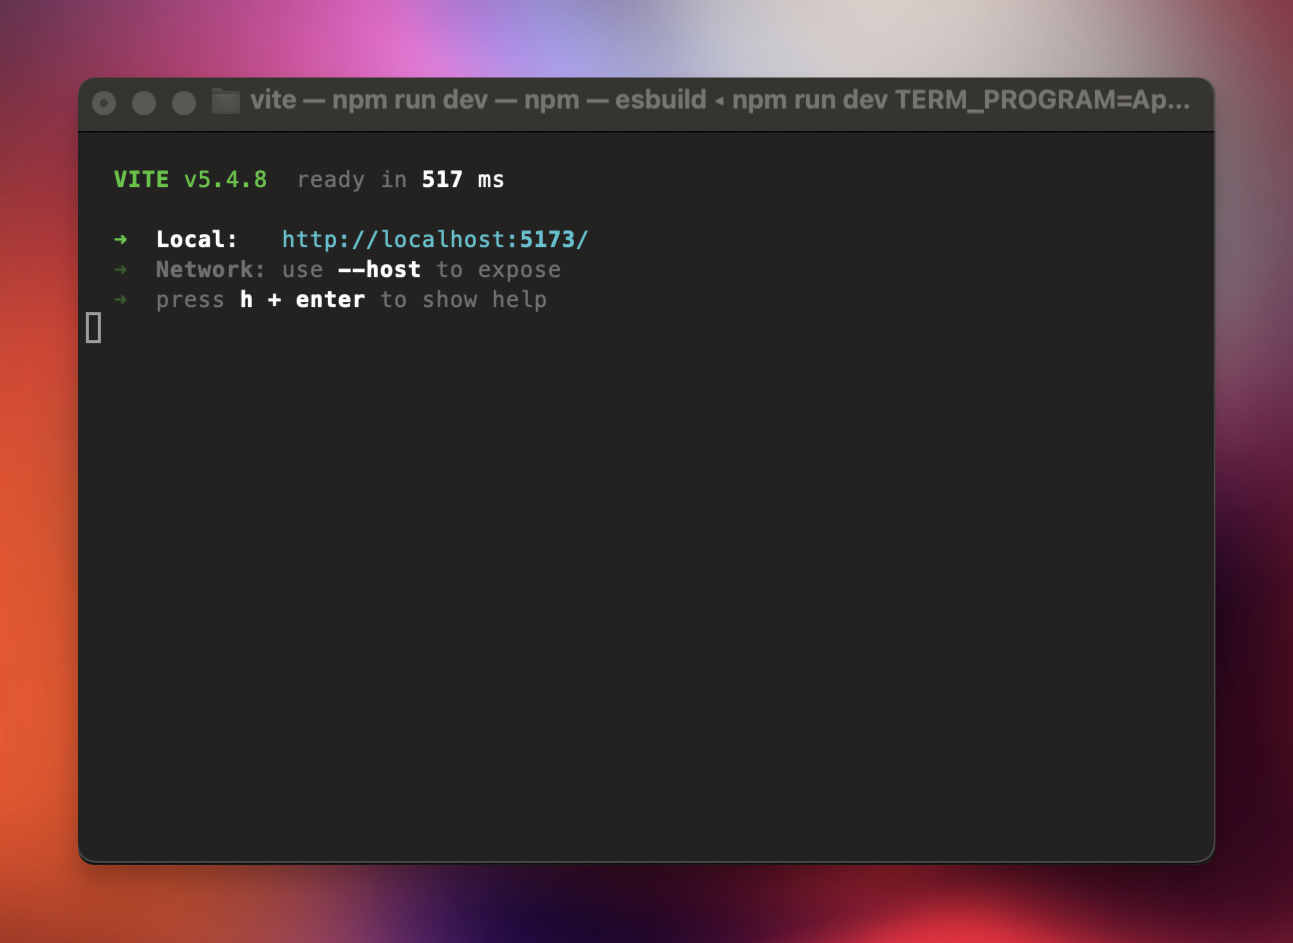 vite — npm run dev — npm — esbuild ◂ npm run dev TERM_PROGRAM=Ap...
VITE v5.4.8  ready in 517 ms
➜  Local:   http://localhost:5173/
➜  Network: use --host to expose
➜  press h + enter to show help